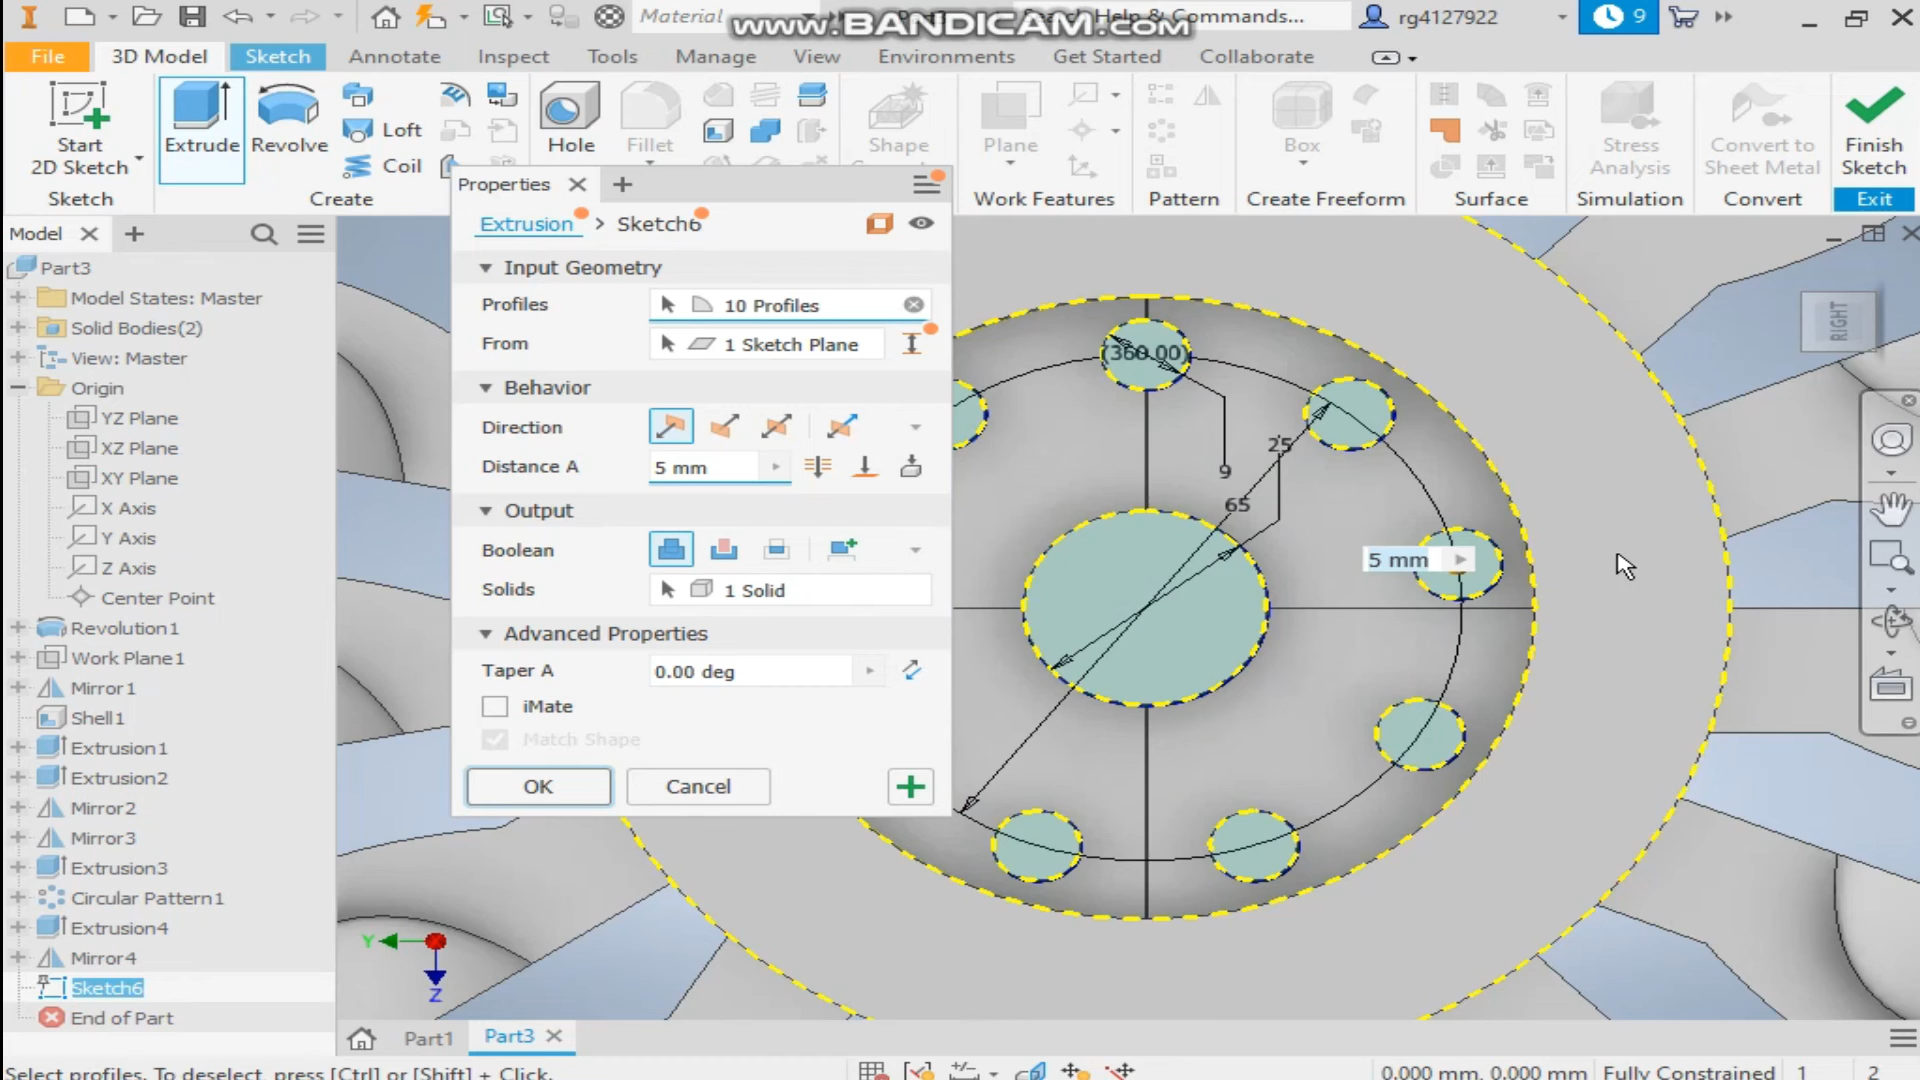 Material
www.BANDICAM.com
Search Help & Commands...
rg4127922
9
File
3D Model
Sketch
Annotate
Inspect
Tools
Manage
View
Environments
Get Started
Collaborate
Start
2D Sketch
Extrude
Revolve
Loft
Coil
Hole
Fillet
Shape
Plane
Box
Stress
Analysis
Convert to
Sheet Metal
Finish
Sketch
Sketch
Create
Work Features
Pattern
Create Freeform
Surface
Simulation
Convert
Exit
Properties
Extrusion > Sketch6
Input Geometry
Profiles 10 Profiles
From 1 Sketch Plane
Behavior
Direction
Distance A 5 mm
Output
Boolean
Solids 1 Solid
Advanced Properties
Taper A 0.00 deg
iMate
Match Shape
OK
Cancel
Model
Part3
Model States: Master
Solid Bodies(2)
View: Master
Origin
YZ Plane
XZ Plane
XY Plane
X Axis
Y Axis
Z Axis
Center Point
Revolution1
Work Plane1
Mirror1
Shell1
Extrusion1
Extrusion2
Mirror2
Mirror3
Extrusion3
Circular Pattern1
Extrusion4
Mirror4
Sketch6
End of Part
(360.00)
25
9
65
5 mm
RIGHT
Y
Z
Part1
Part3
Select profiles. To deselect, press [Ctrl] or [Shift] + Click.
0.000 mm, 0.000 mm
Fully Constrained
1
2